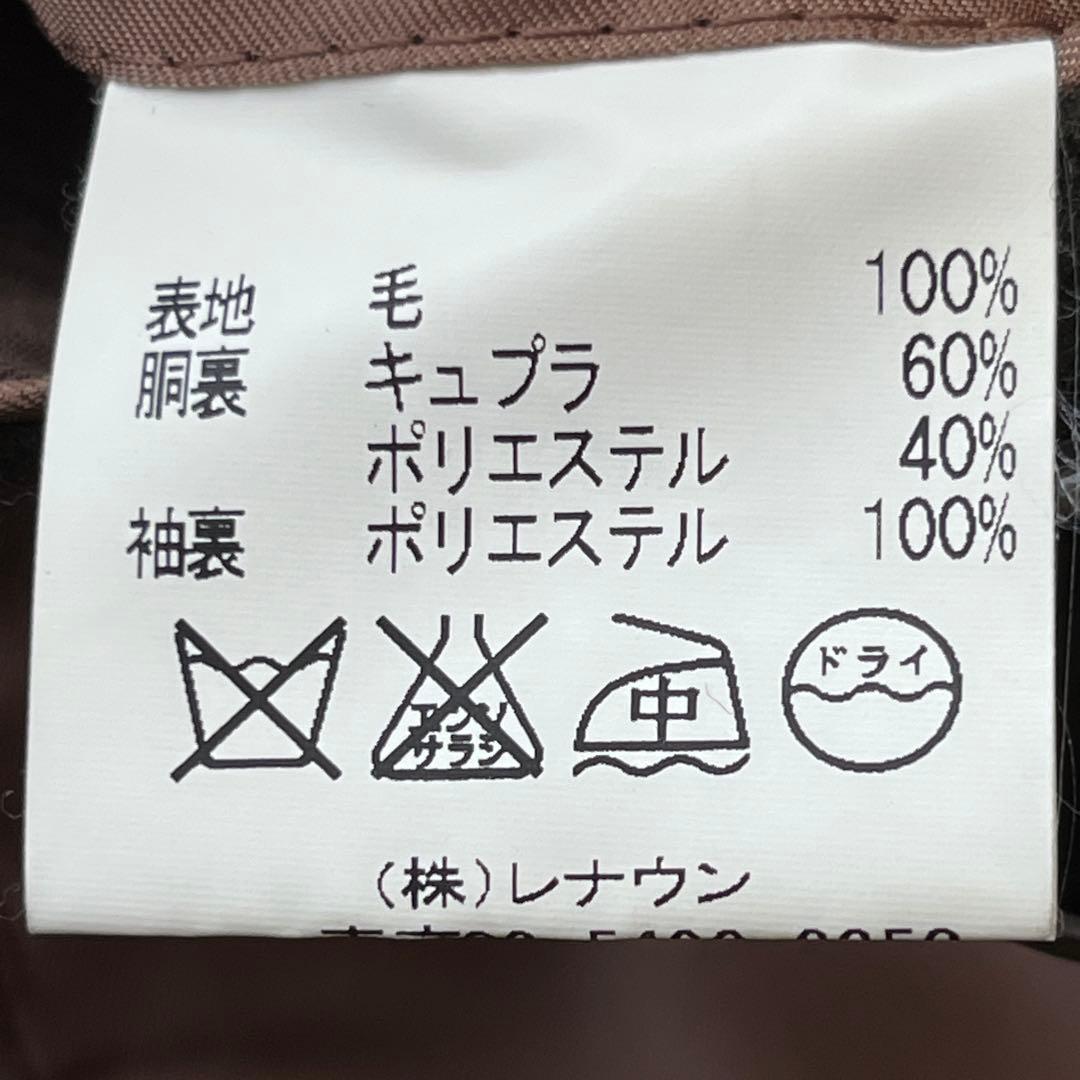 表地 毛 100%
胴裏 キュプラ 60%
ポリエステル 40%
袖裏 ポリエステル 100%
エンソ
サラシ
中
ドライ
(株)レナウン